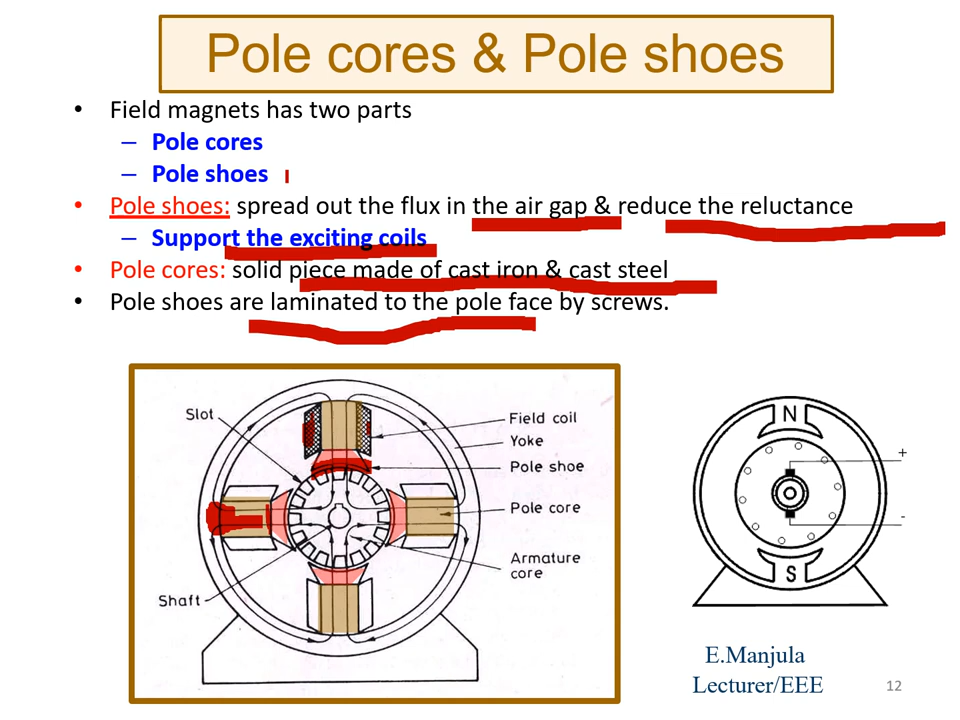 Pole cores & Pole shoes
• Field magnets has two parts
– Pole cores
– Pole shoes
• Pole shoes: spread out the flux in the air gap & reduce the reluctance
– Support the exciting coils
• Pole cores: solid piece made of cast iron & cast steel
• Pole shoes are laminated to the pole face by screws.
Slot
Field coil
Yoke
Pole shoe
Pole core
Armature
core
Shaft
N
+
-
S
E.Manjula
Lecturer/EEE
12